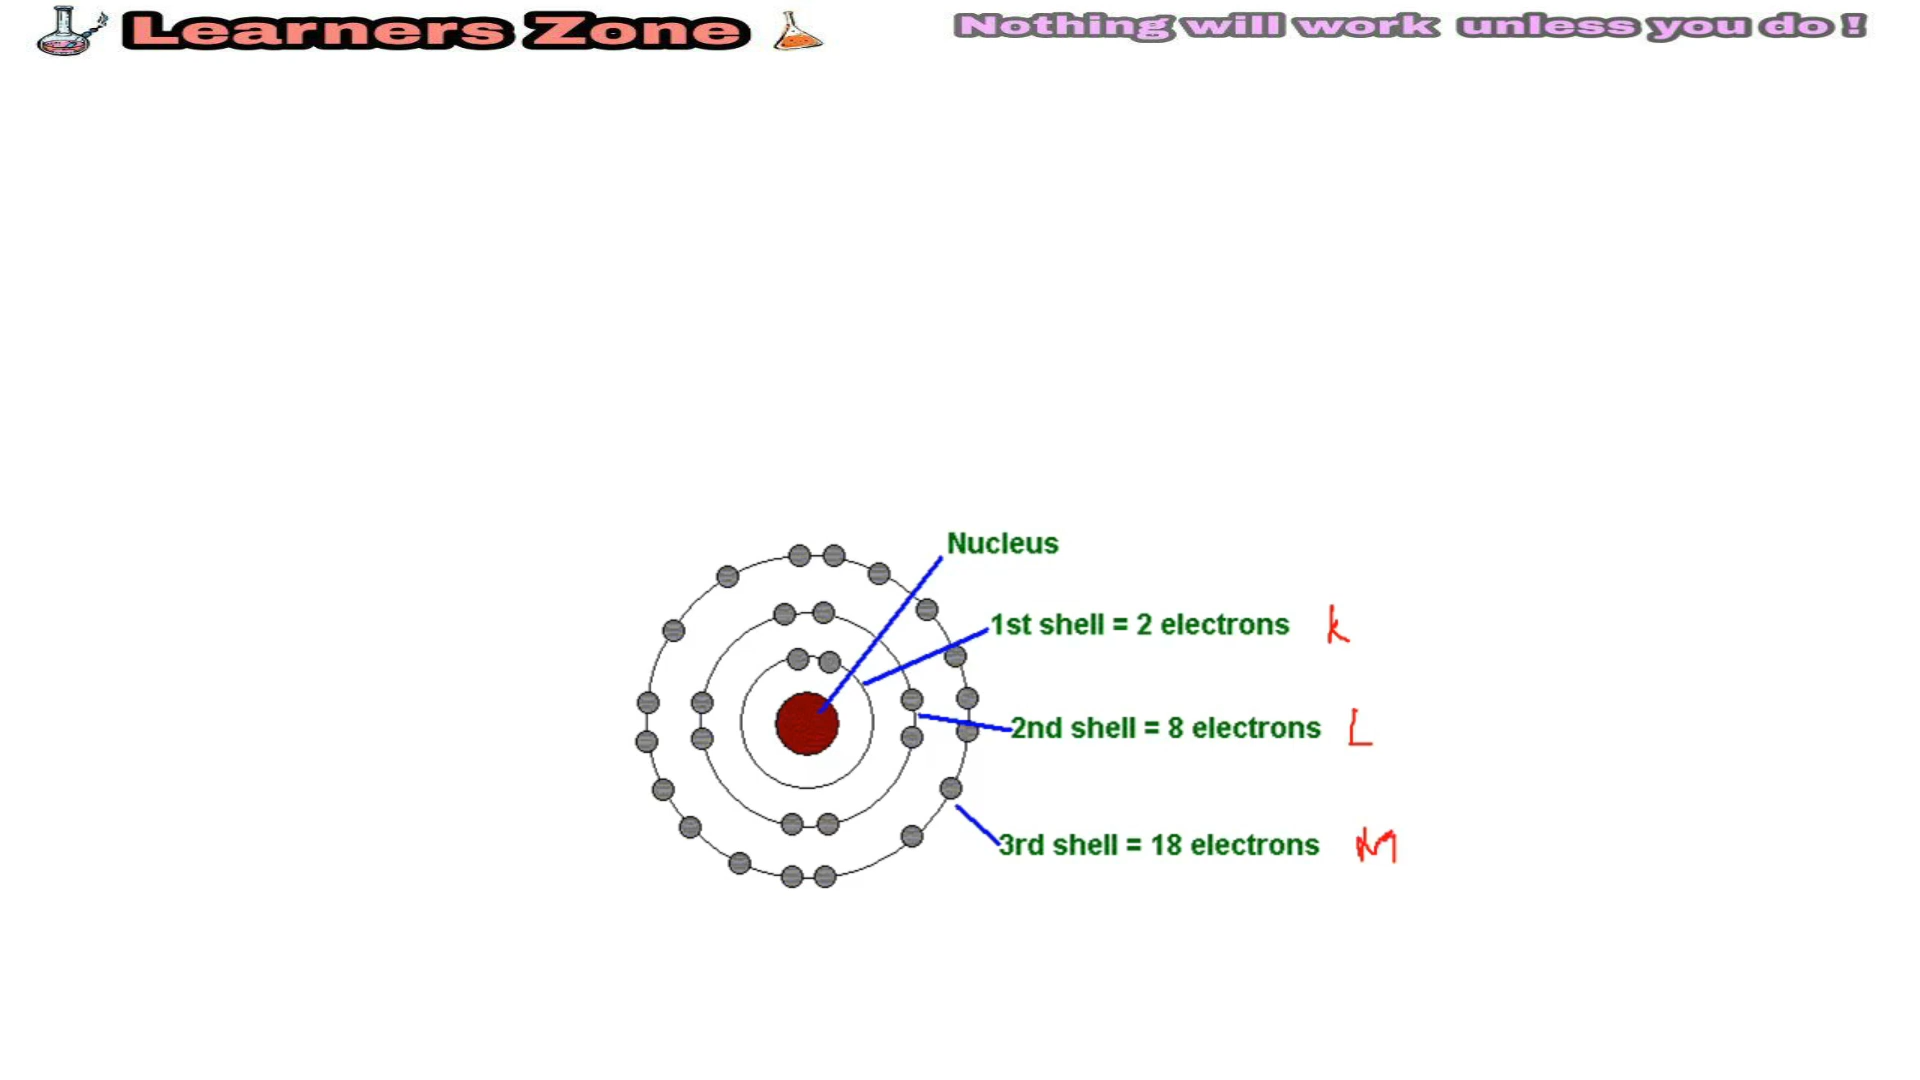 Learners Zone
Nothing will work unless you do !
Nucleus
1st shell = 2 electrons K
2nd shell = 8 electrons L
3rd shell = 18 electrons M